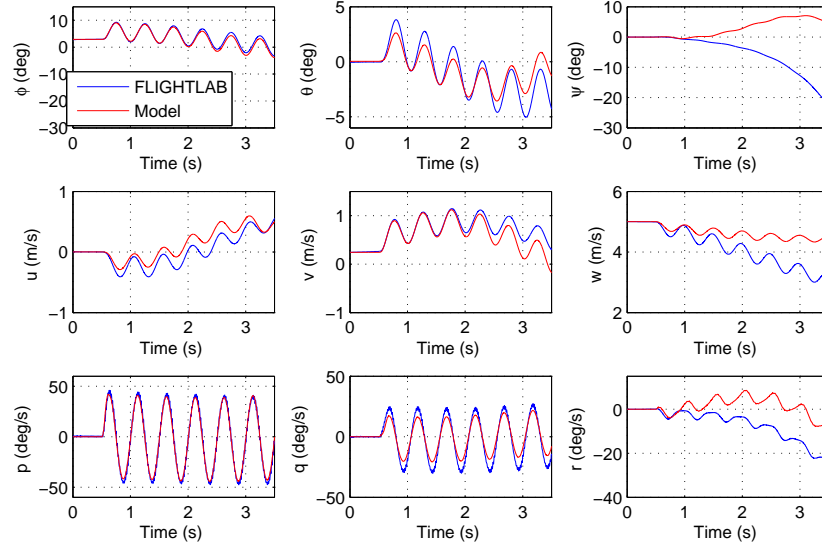 10
0
−10
−20
−30
ϕ (deg)
FLIGHTLAB
Model
0 1 2 3
Time (s)
5
0
−5
θ (deg)
0 1 2 3
Time (s)
10
0
−10
−20
−30
ψ (deg)
0 1 2 3
Time (s)
1
0
−1
u (m/s)
0 1 2 3
Time (s)
1
0
−1
v (m/s)
0 1 2 3
Time (s)
6
4
2
w (m/s)
0 1 2 3
Time (s)
50
0
−50
p (deg/s)
0 1 2 3
Time (s)
50
0
−50
q (deg/s)
0 1 2 3
Time (s)
0
−20
−40
r (deg/s)
0 1 2 3
Time (s)